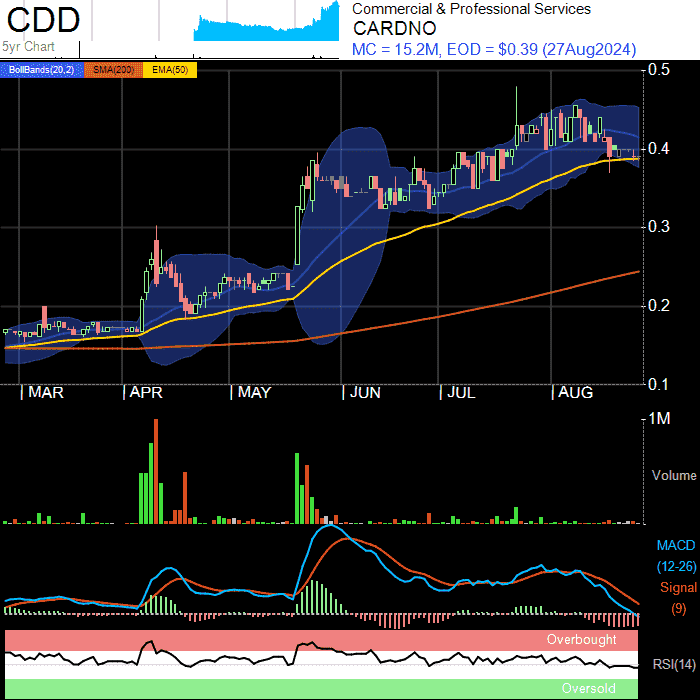 CDD
5yr Chart
Commercial & Professional Services
CARDNO
MC = 15.2M, EOD = $0.39 (27Aug2024)
BollBands(20,2) SMA(200) EMA(50)
0.5
0.4
0.3
0.2
0.1
MAR APR MAY JUN JUL AUG
1M
Volume
MACD
(12-26)
Signal
(9)
Overbought
RSI(14)
Oversold